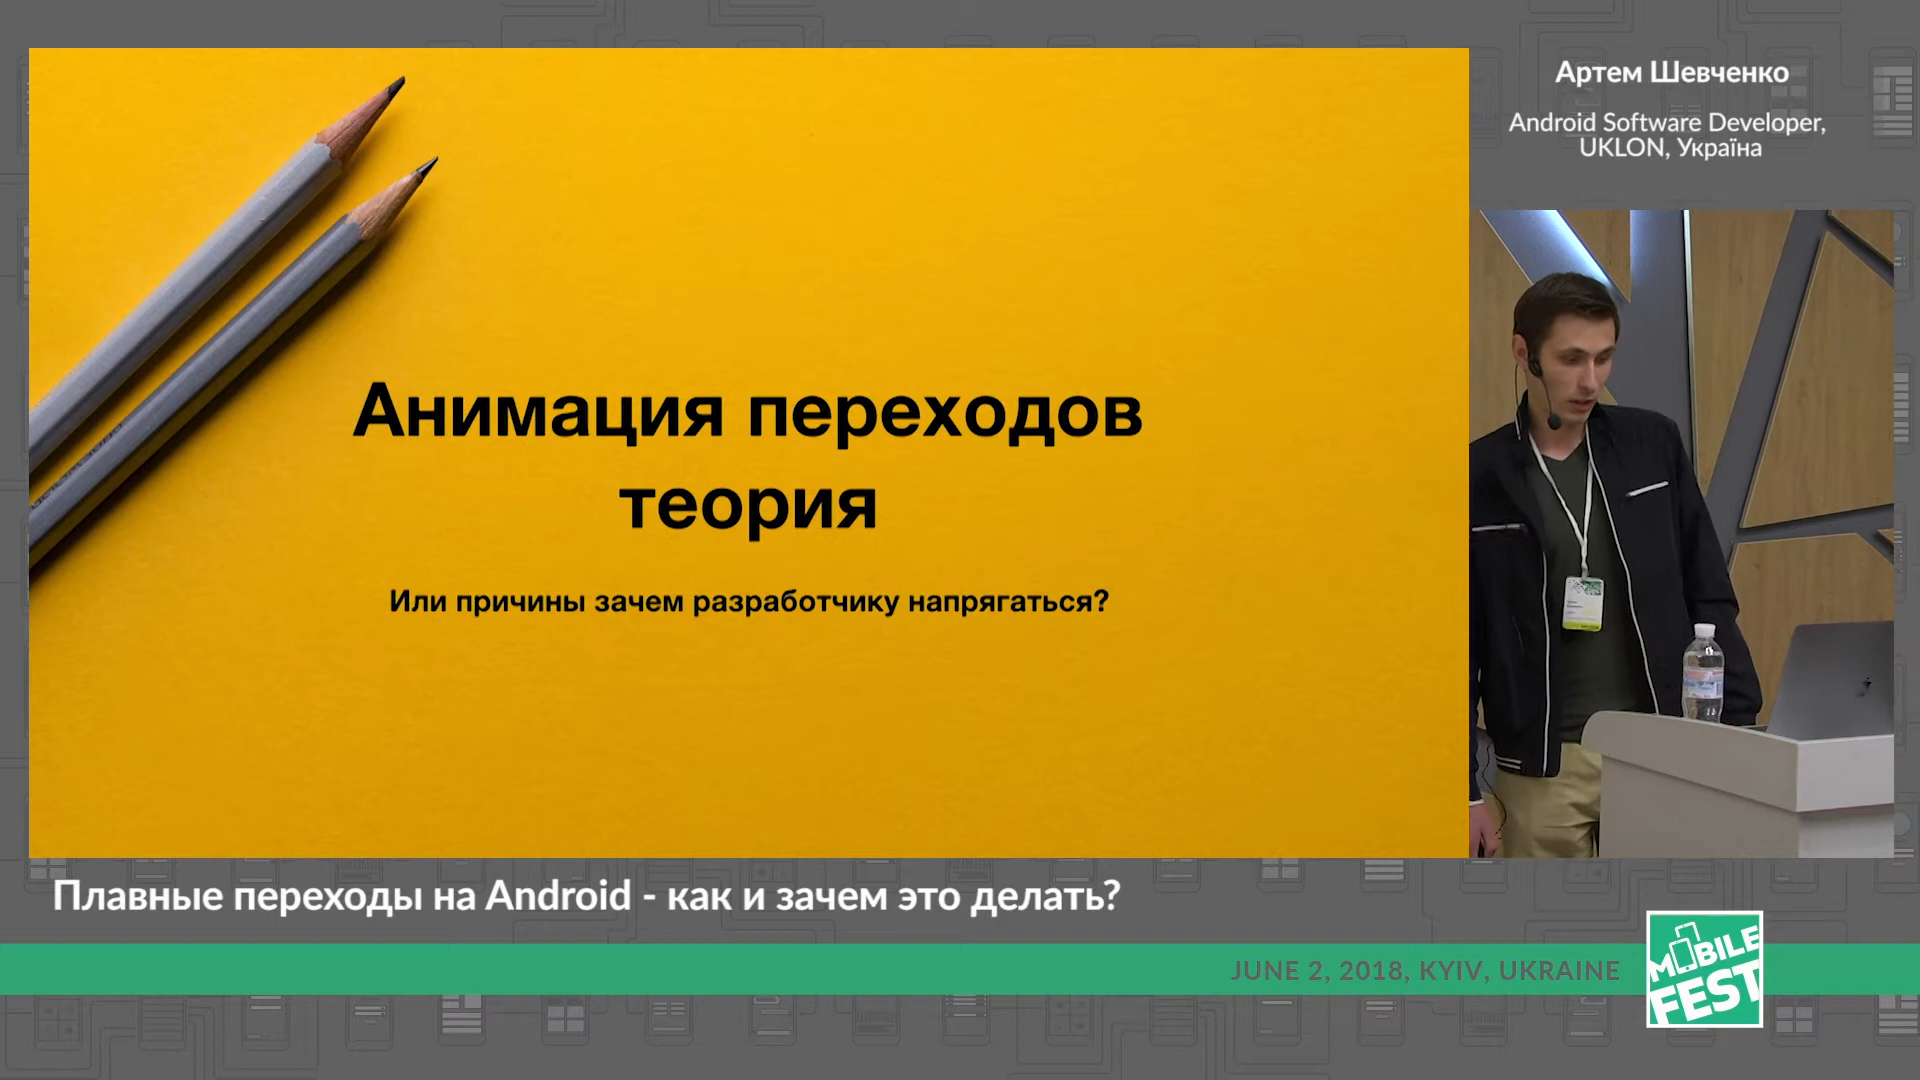 Артем Шевченко
Android Software Developer,
UKLON, Україна
Анимация переходов
теория
Или причины зачем разработчику напрягаться?
Плавные переходы на Android - как и зачем это делать?
JUNE 2, 2018, KYIV, UKRAINE
MOBILE
FEST